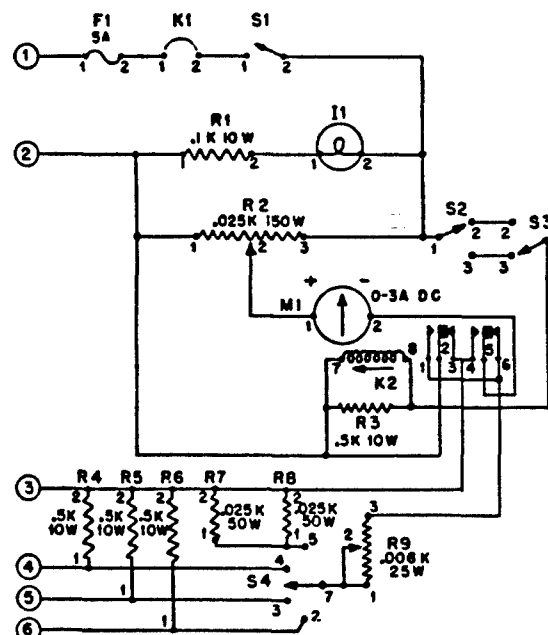 F1
5A
K1
S1
1
1 2 1 2 1 2
R1
.1K 10W
I1
2
1 2 1 2
R2
.025K 150W
S2
S3
1 2 3
1 2 2
3 3
+ -
M1
0-3A DC
1 2
7 8
K2
1 2 3 4 5 6
R3
.5K 10W
3
R4 R5 R6 R7 R8
2 2 2 2 2
.5K
10W
.5K
10W
.5K
10W
.025K
50W
.025K
50W
3
2
R9
.006K
25W
1 1 5
1
4
1 4
S4
7 1
5
1 3
2
6
1